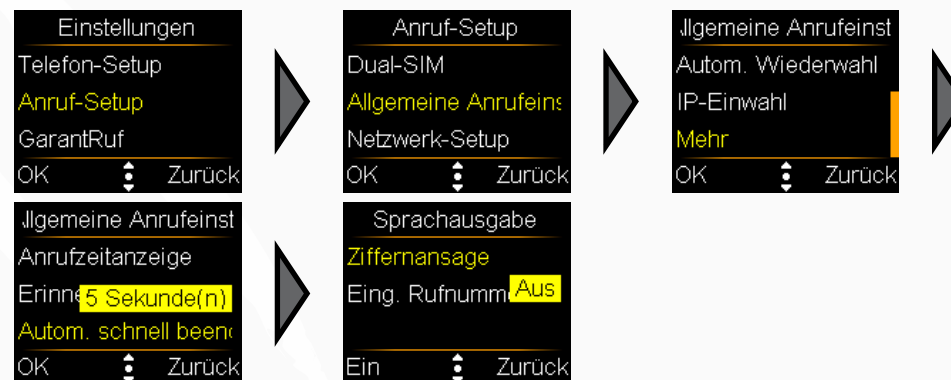 Einstellungen
Telefon-Setup
Anruf-Setup
GarantRuf
OK Zurück
Anruf-Setup
Dual-SIM
Allgemeine Anrufeins
Netzwerk-Setup
OK Zurück
llgemeine Anrufeinst
Autom. Wiederwahl
IP-Einwahl
Mehr
OK Zurück
llgemeine Anrufeinst
Anrufzeitanzeige
Erinne 5 Sekunde(n)
Autom. schnell been
OK Zurück
Sprachausgabe
Ziffernansage
Eing. Rufnumm Aus
Ein Zurück